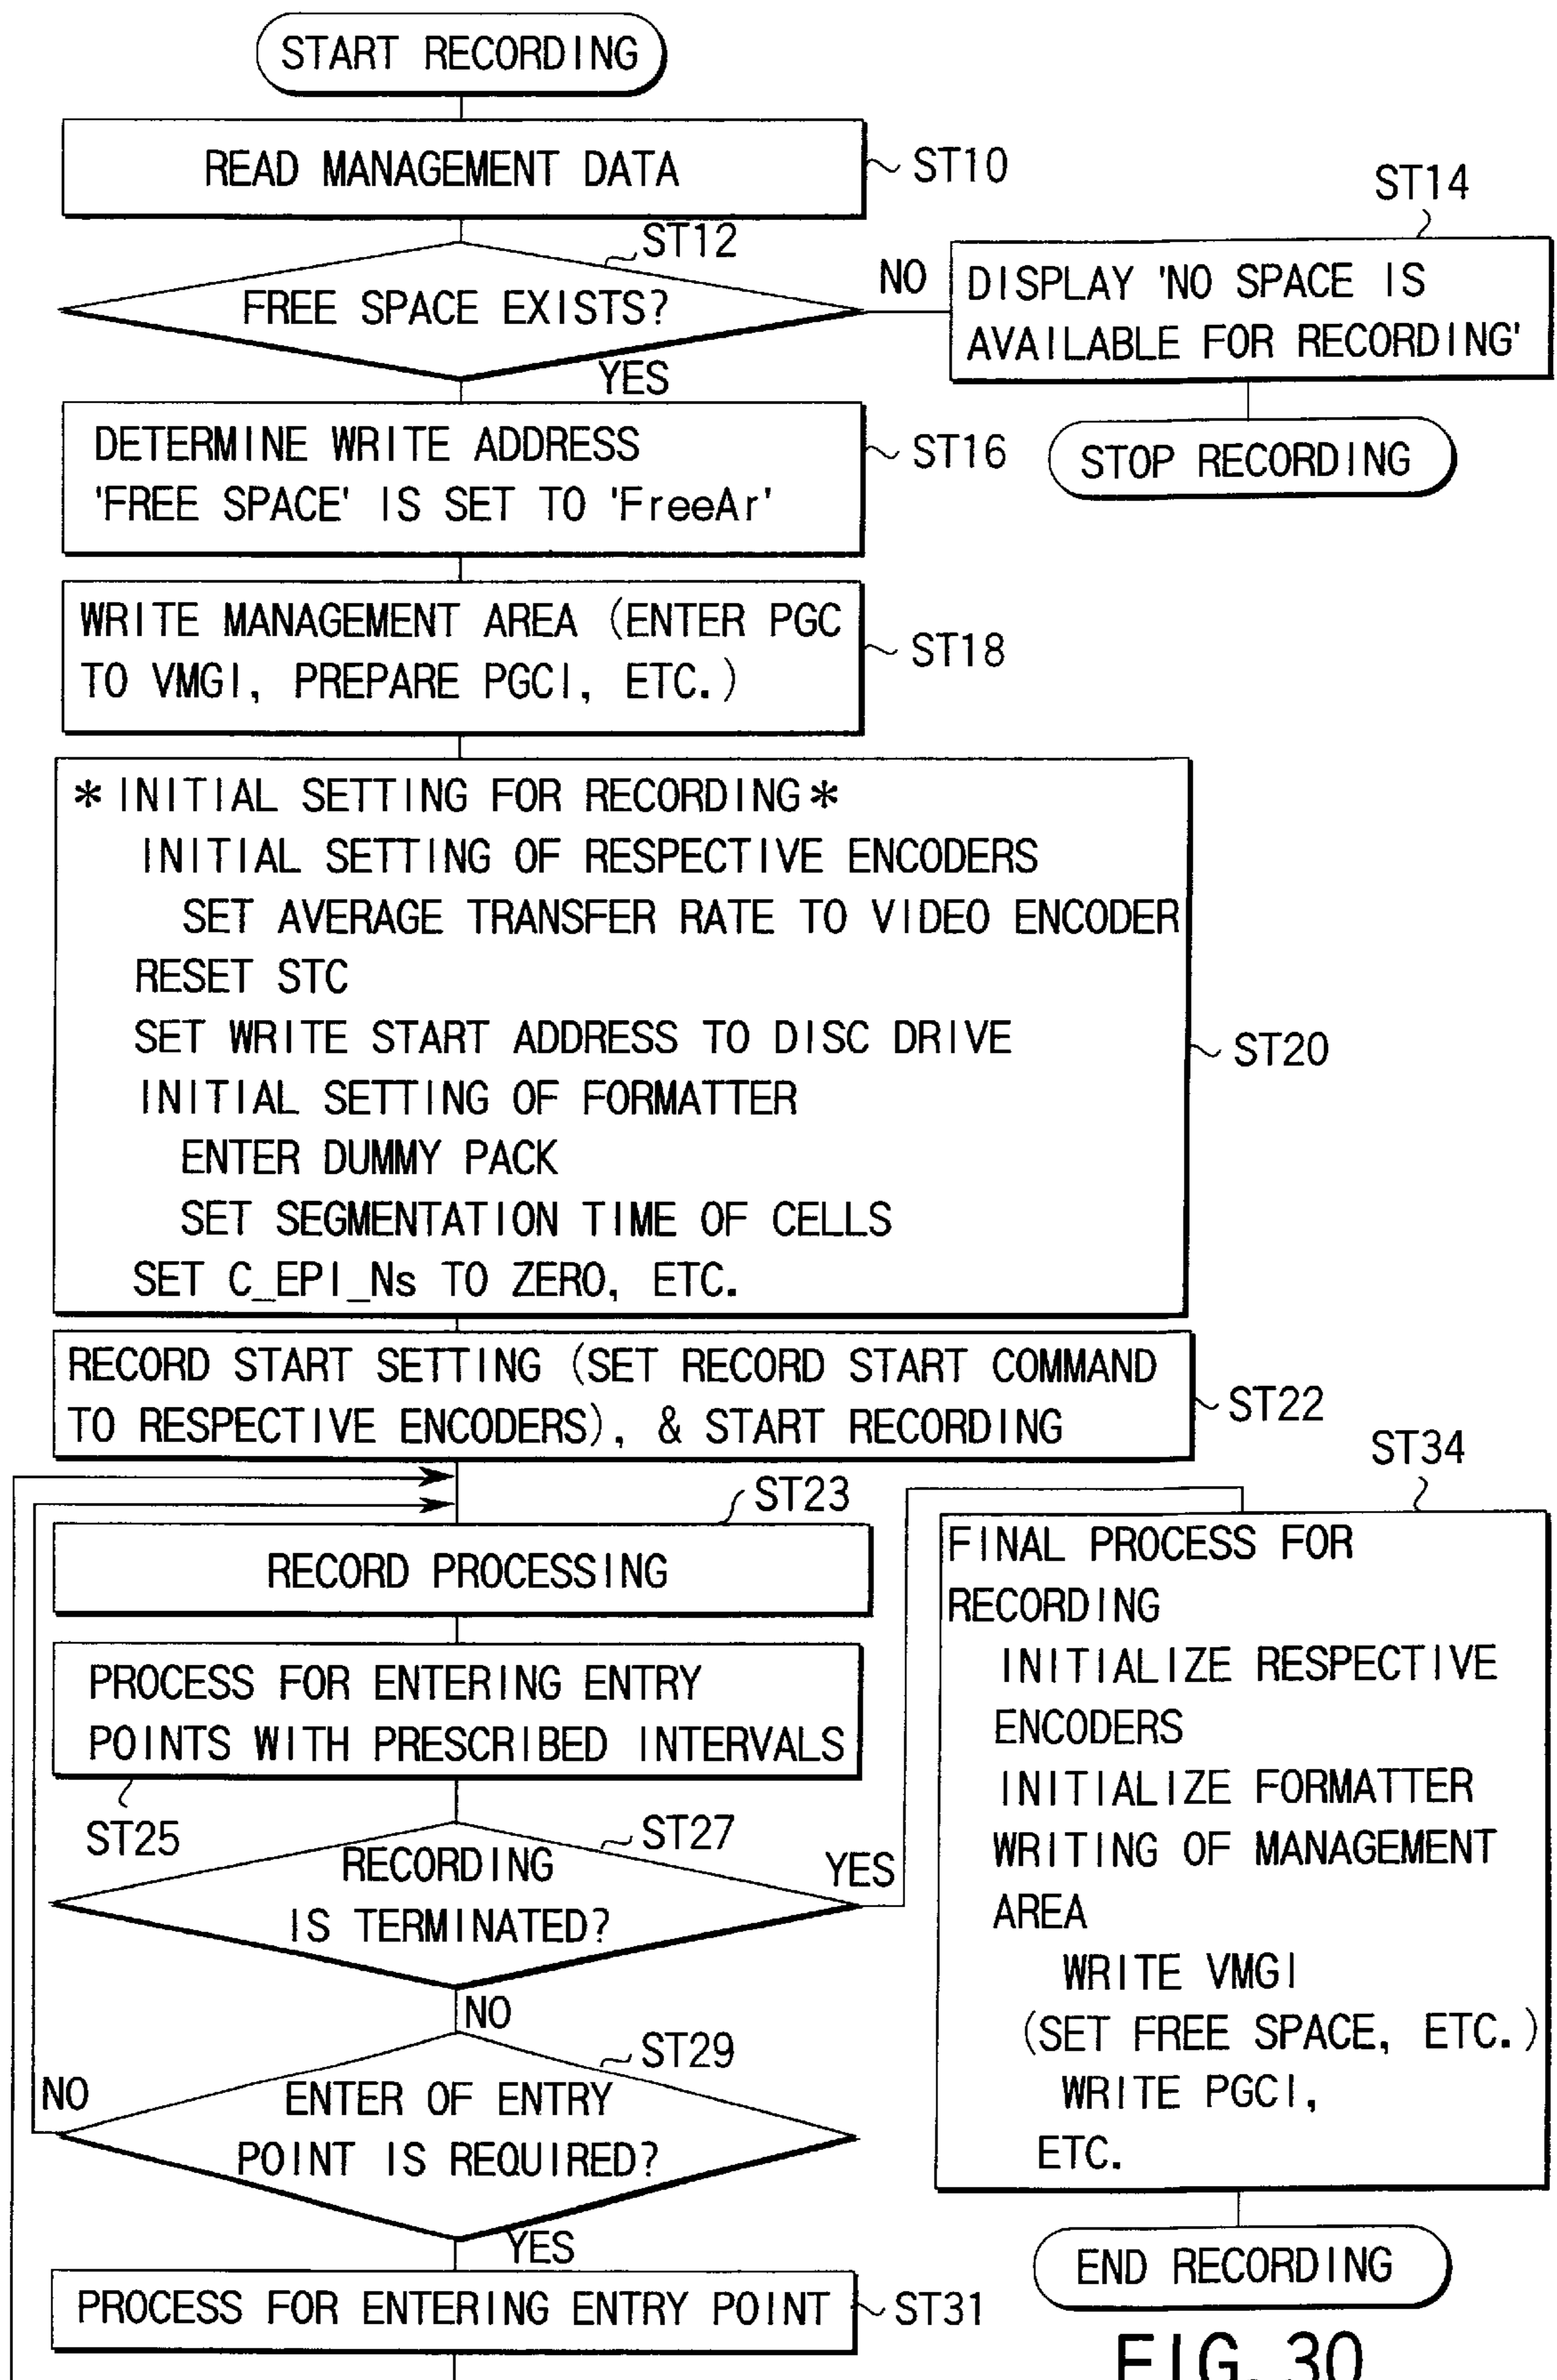 START RECORDING
READ MANAGEMENT DATA
ST10
ST12
FREE SPACE EXISTS?
NO
YES
ST14
DISPLAY 'NO SPACE IS
AVAILABLE FOR RECORDING'
STOP RECORDING
DETERMINE WRITE ADDRESS
'FREE SPACE' IS SET TO 'FreeAr'
ST16
WRITE MANAGEMENT AREA (ENTER PGC
TO VMGI, PREPARE PGCI, ETC.)
ST18
* INITIAL SETTING FOR RECORDING *
INITIAL SETTING OF RESPECTIVE ENCODERS
SET AVERAGE TRANSFER RATE TO VIDEO ENCODER
RESET STC
SET WRITE START ADDRESS TO DISC DRIVE
INITIAL SETTING OF FORMATTER
ENTER DUMMY PACK
SET SEGMENTATION TIME OF CELLS
SET C_EPI_Ns TO ZERO, ETC.
ST20
RECORD START SETTING (SET RECORD START COMMAND
TO RESPECTIVE ENCODERS), & START RECORDING
ST22
ST23
RECORD PROCESSING
PROCESS FOR ENTERING ENTRY
POINTS WITH PRESCRIBED INTERVALS
ST25
ST27
RECORDING
IS TERMINATED?
YES
NO
ST29
ENTER OF ENTRY
POINT IS REQUIRED?
NO
YES
PROCESS FOR ENTERING ENTRY POINT
ST31
ST34
FINAL PROCESS FOR
RECORDING
INITIALIZE RESPECTIVE
ENCODERS
INITIALIZE FORMATTER
WRITING OF MANAGEMENT
AREA
WRITE VMGI
(SET FREE SPACE, ETC.)
WRITE PGCI,
ETC.
END RECORDING
FIG. 30